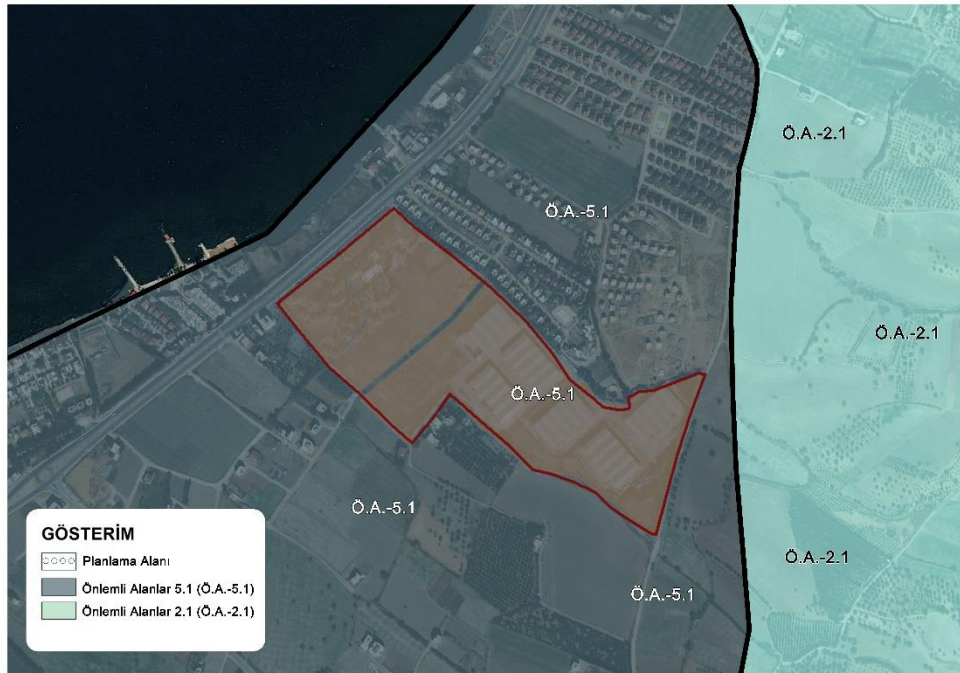 Ö.A.-2.1
Ö.A.-5.1
Ö.A.-2.1
Ö.A.-5.1
Ö.A.-5.1
Ö.A.-2.1
Ö.A.-5.1
GÖSTERİM
Planlama Alanı
Önlemli Alanlar 5.1 (Ö.A.-5.1)
Önlemli Alanlar 2.1 (Ö.A.-2.1)